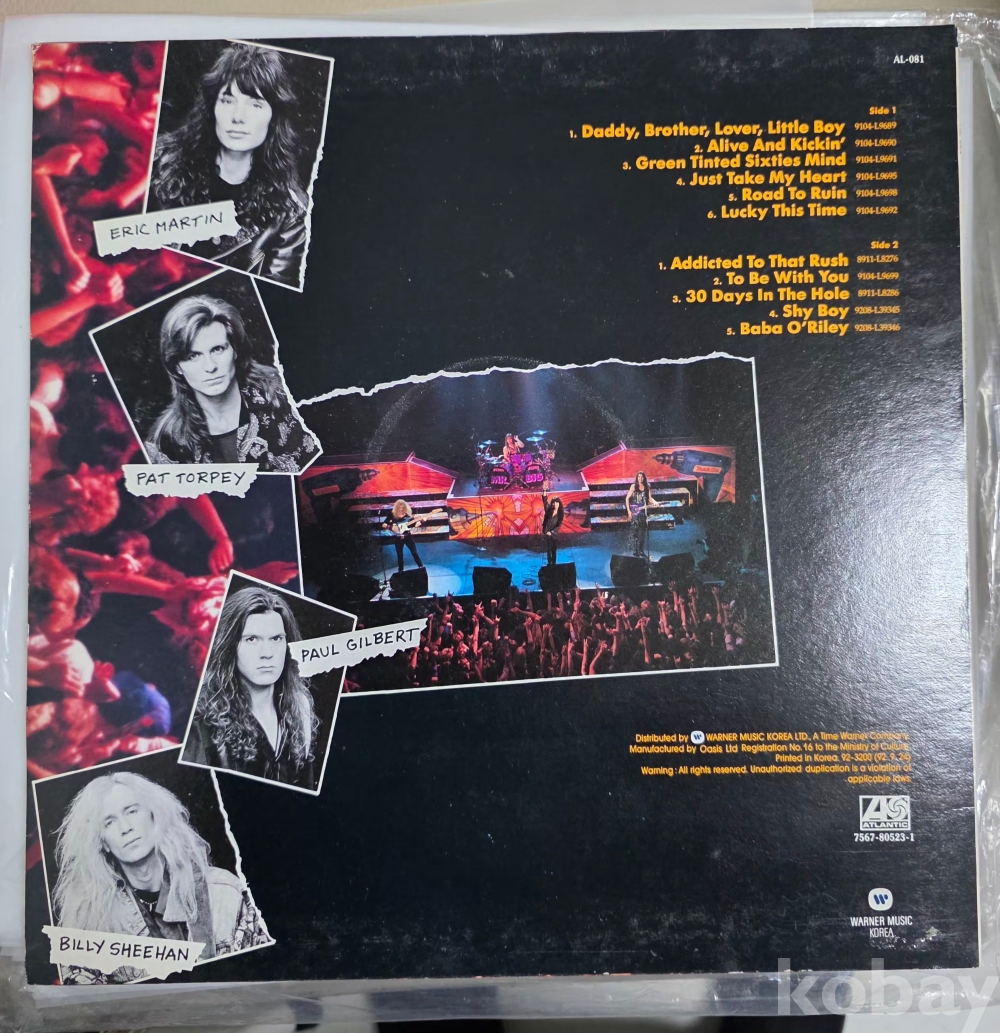 AL-081
Side 1
1. Daddy, Brother, Lover, Little Boy 9104-L9689
2. Alive And Kickin' 9104-L9690
3. Green Tinted Sixties Mind 9104-L9691
4. Just Take My Heart 9104-L9695
5. Road To Ruin 9104-L9698
6. Lucky This Time 9104-L9692
Side 2
1. Addicted To That Rush 8911-L8276
2. To Be With You 9104-L9699
3. 30 Days In The Hole 8911-L8286
4. Shy Boy 9208-L39345
5. Baba O'Riley 9208-L39346
ERIC MARTIN
PAT TORPEY
MR. BIG
PAUL GILBERT
BILLY SHEEHAN
Distributed by WARNER MUSIC KOREA LTD., A Time Warner Company.
Manufactured by Oasis Ltd Registration No. 16 to the Ministry of Culture.
Printed in Korea. 92-3200 (92. 9. 24)
Warning : All rights reserved. Unauthorized duplication is a violation of
applicable laws.
ATLANTIC
7567-80523-1
WARNER MUSIC
KOREA
kobay